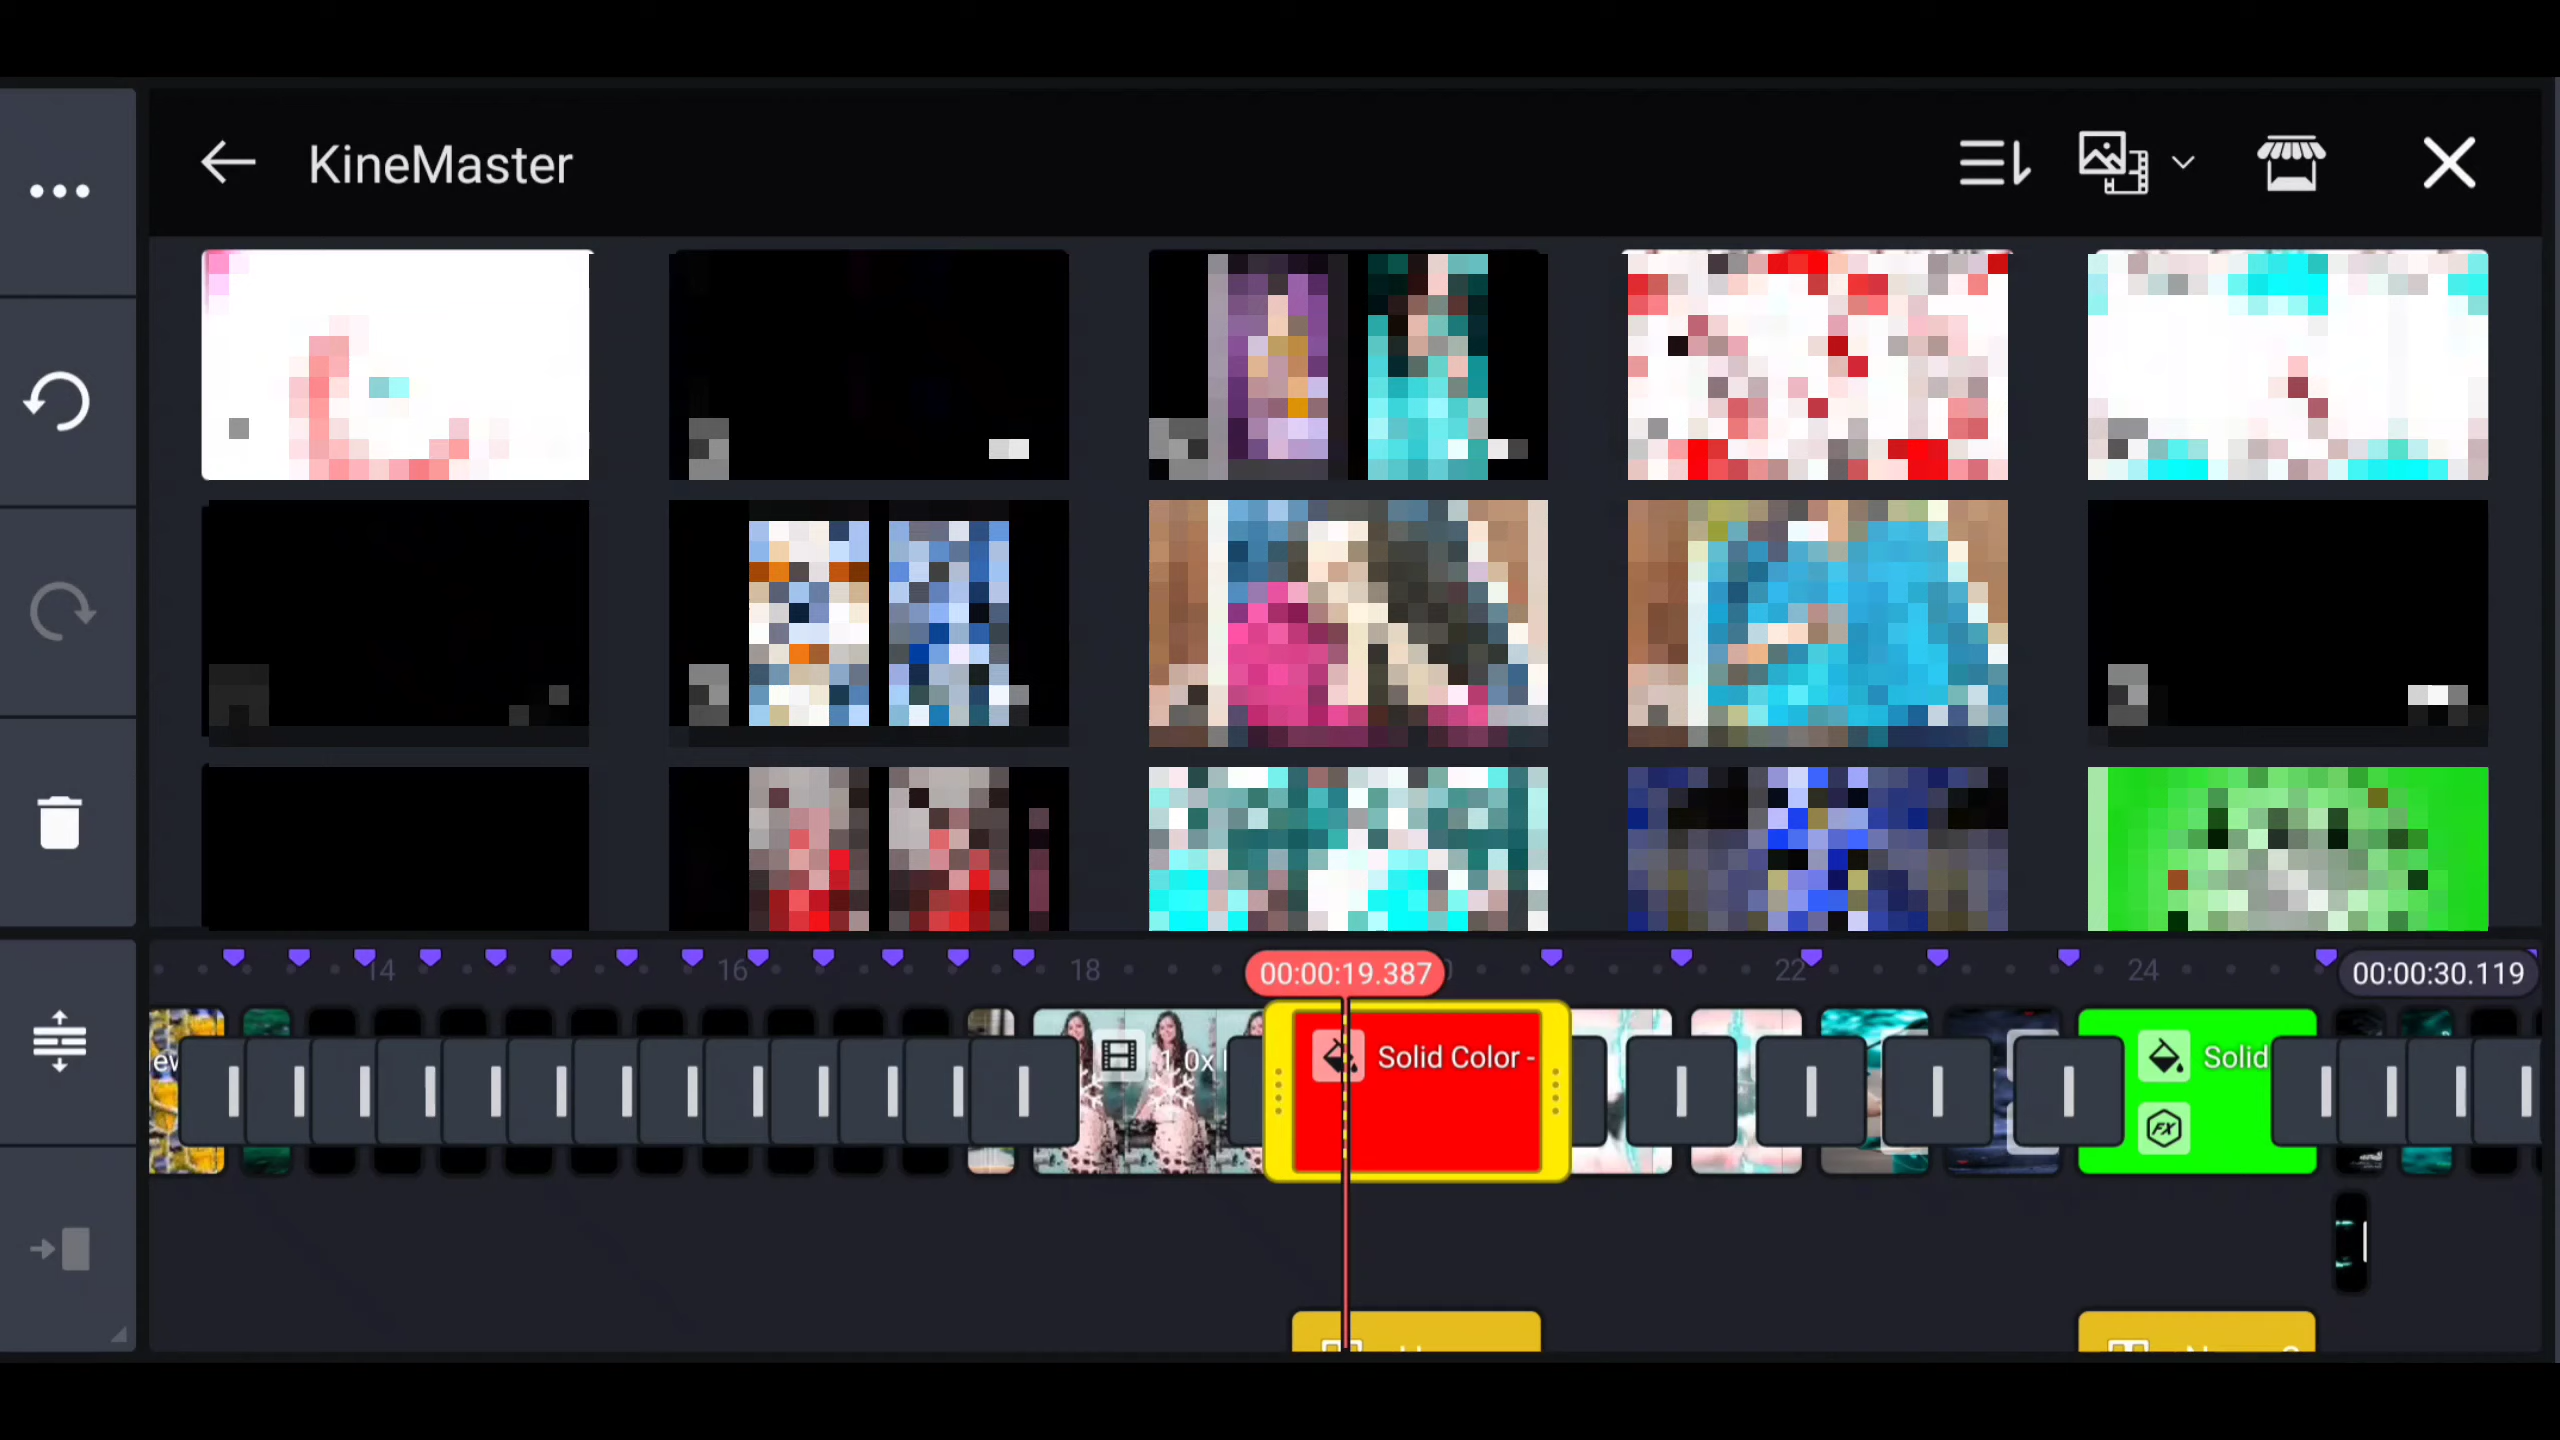 KineMaster
14
16
18
00:00:19.387
22
24
00:00:30.119
1.0x
Solid Color -
Solid
FX